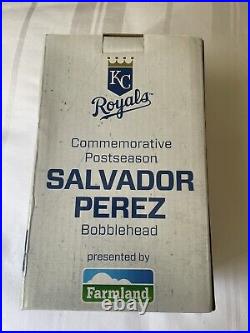 KC
Royals
Commemorative
Postseason
SALVADOR
PEREZ
Bobblehead
presented by
Farmland